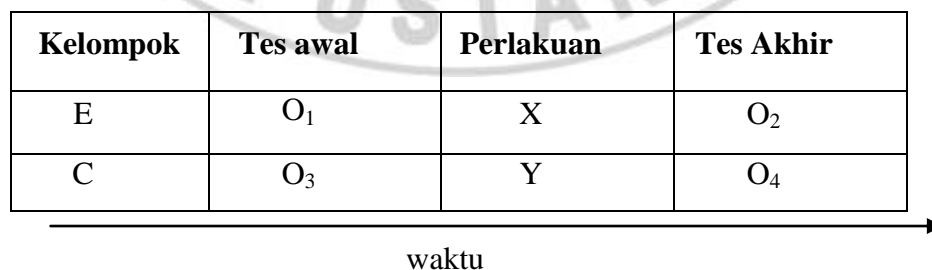 Kelompok Tes awal Perlakuan Tes Akhir
E O₁ X O₂
C O₃ Y O₄
waktu